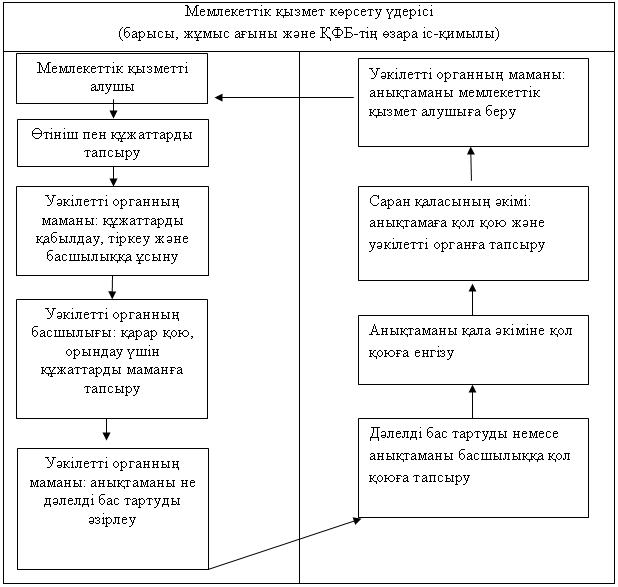 Мемлекеттік қызмет көрсету үдерісі
(барысы, жұмыс ағыны және ҚФБ-тің өзара іс-қимылы)
Мемлекеттік қызметті
алушы
Өтініш пен құжаттарды
тапсыру
Уәкілетті органның
маманы: құжаттарды
қабылдау, тіркеу және
басшылыққа ұсыну
Уәкілетті органның
басшылығы: қарар қою,
орындау үшін
құжаттарды маманға
тапсыру
Уәкілетті органның
маманы: анықтаманы не
дәлелді бас тартуды
әзірлеу
Уәкілетті органның маманы:
анықтаманы мемлекеттік
қызмет алушыға беру
Саран қаласының әкімі:
анықтамаға қол қою және
уәкілетті органға тапсыру
Анықтаманы қала әкіміне қол
қоюға енгізу
Дәлелді бас тартуды немесе
анықтаманы басшылыққа қол
қоюға тапсыру